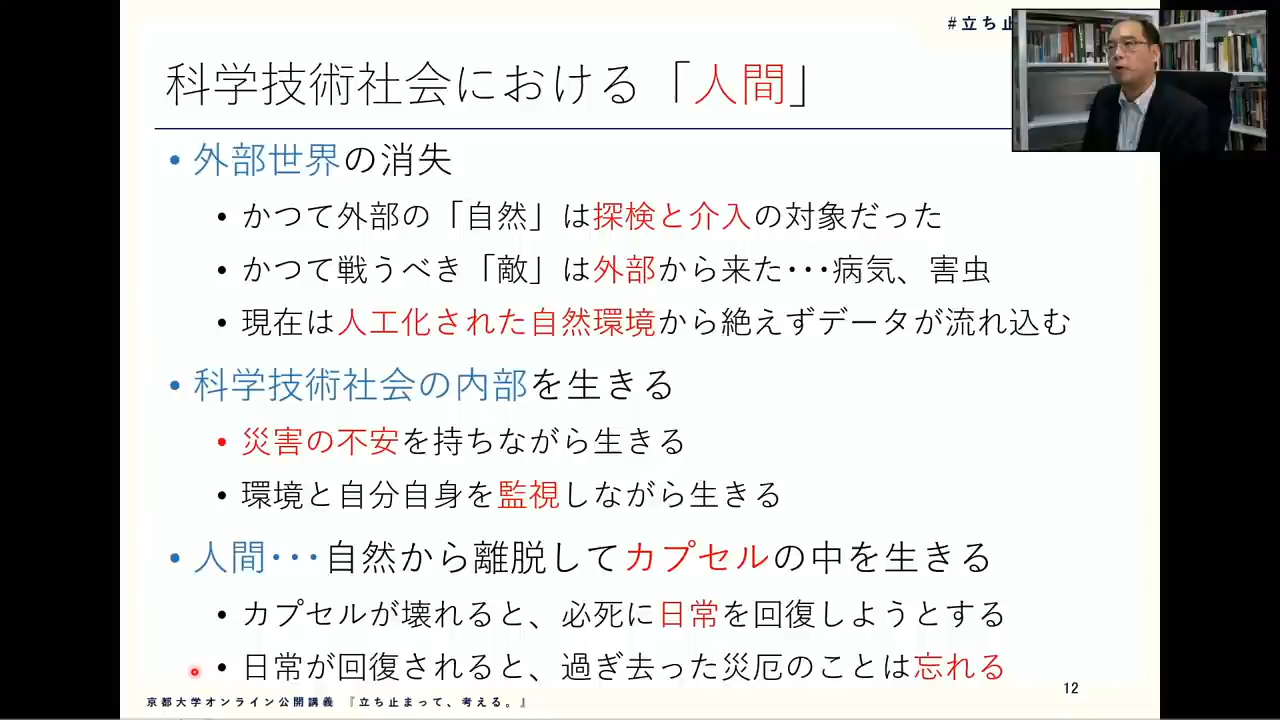 #立ち止
科学技術社会における「人間」
• 外部世界の消失
• かつて外部の「自然」は探検と介入の対象だった
• かつて戦うべき「敵」は外部から来た･･･病気、害虫
• 現在は人工化された自然環境から絶えずデータが流れ込む
• 科学技術社会の内部を生きる
• 災害の不安を持ちながら生きる
• 環境と自分自身を監視しながら生きる
• 人間･･･自然から離脱してカプセルの中を生きる
• カプセルが壊れると、必死に日常を回復しようとする
• 日常が回復されると、過ぎ去った災厄のことは忘れる
12
京都大学オンライン公開講義 『立ち止まって、考える。』